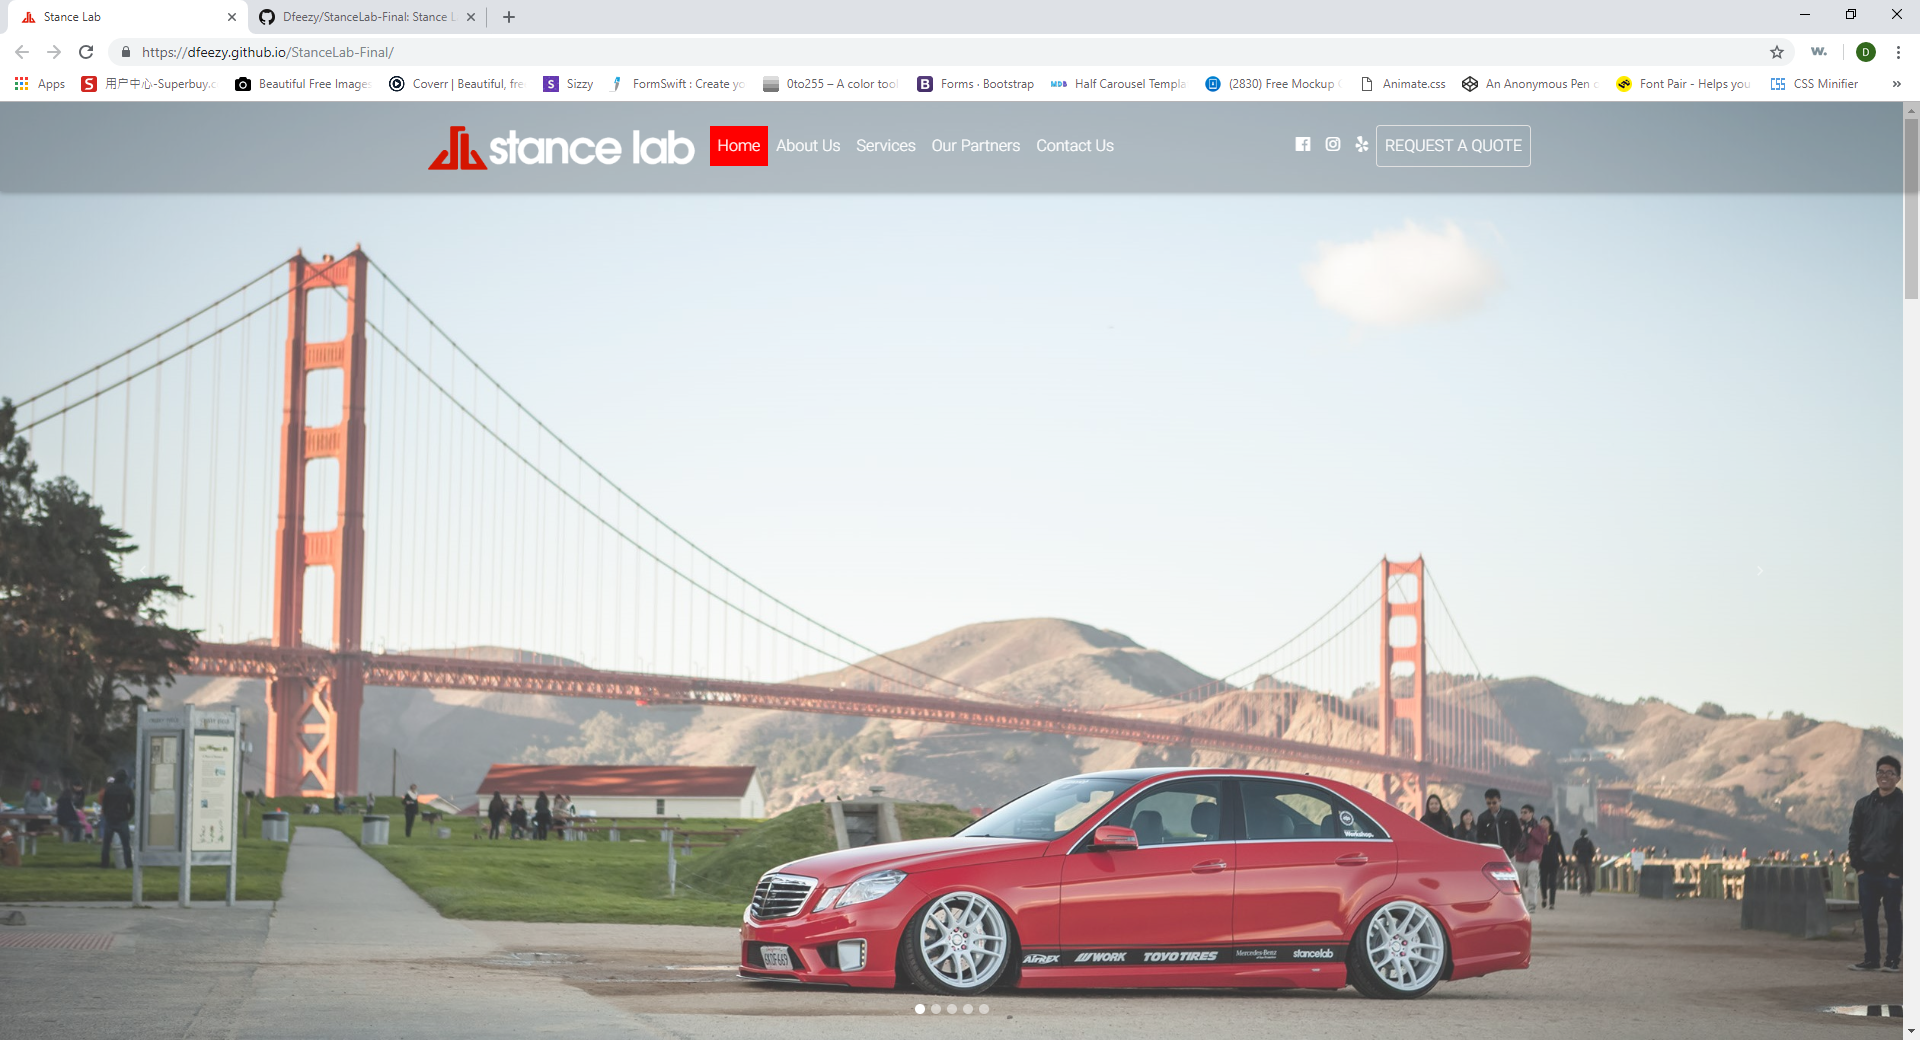 Stance Lab
Dfeezy/StanceLab-Final: Stance L
https://dfeezy.github.io/StanceLab-Final/
W.
D
Apps
用户中心-Superbuy.c
Beautiful Free Images
Coverr | Beautiful, fre
Sizzy
FormSwift : Create yo
0to255 – A color tool
Forms · Bootstrap
Half Carousel Templa
(2830) Free Mockup
Animate.css
An Anonymous Pen
Font Pair - Helps you
CSS Minifier
»
stance lab
Home
About Us
Services
Our Partners
Contact Us
REQUEST A QUOTE
Workshop.
AIREX
WORK
TOYO TIRES
Mercedes-Benz
stancelab